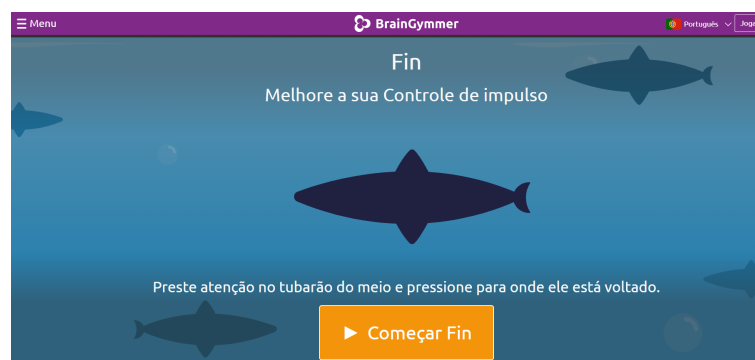 Menu
BrainGymmer
Português
Fin
Melhore a sua Controle de impulso
Preste atenção no tubarão do meio e pressione para onde ele está voltado.
Começar Fin